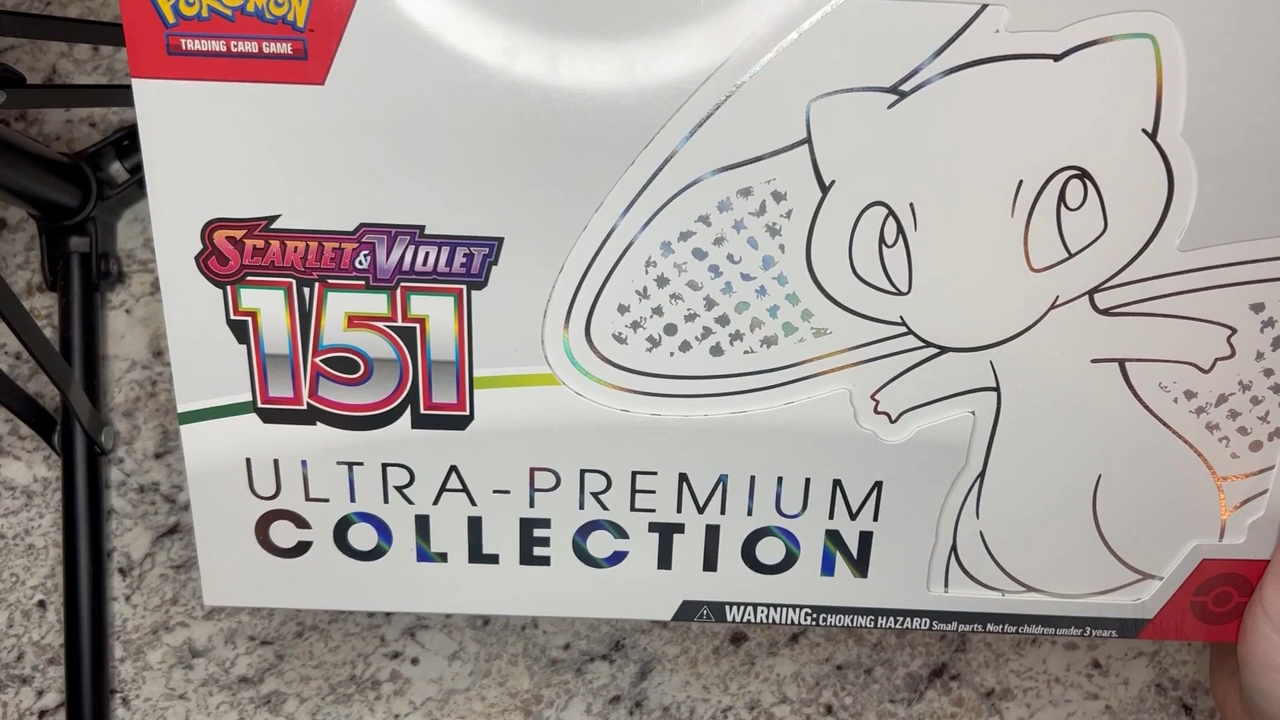 POKÉMON
TRADING CARD GAME
SCARLET & VIOLET
151
ULTRA-PREMIUM
COLLECTION
WARNING: CHOKING HAZARD Small parts. Not for children under 3 years.